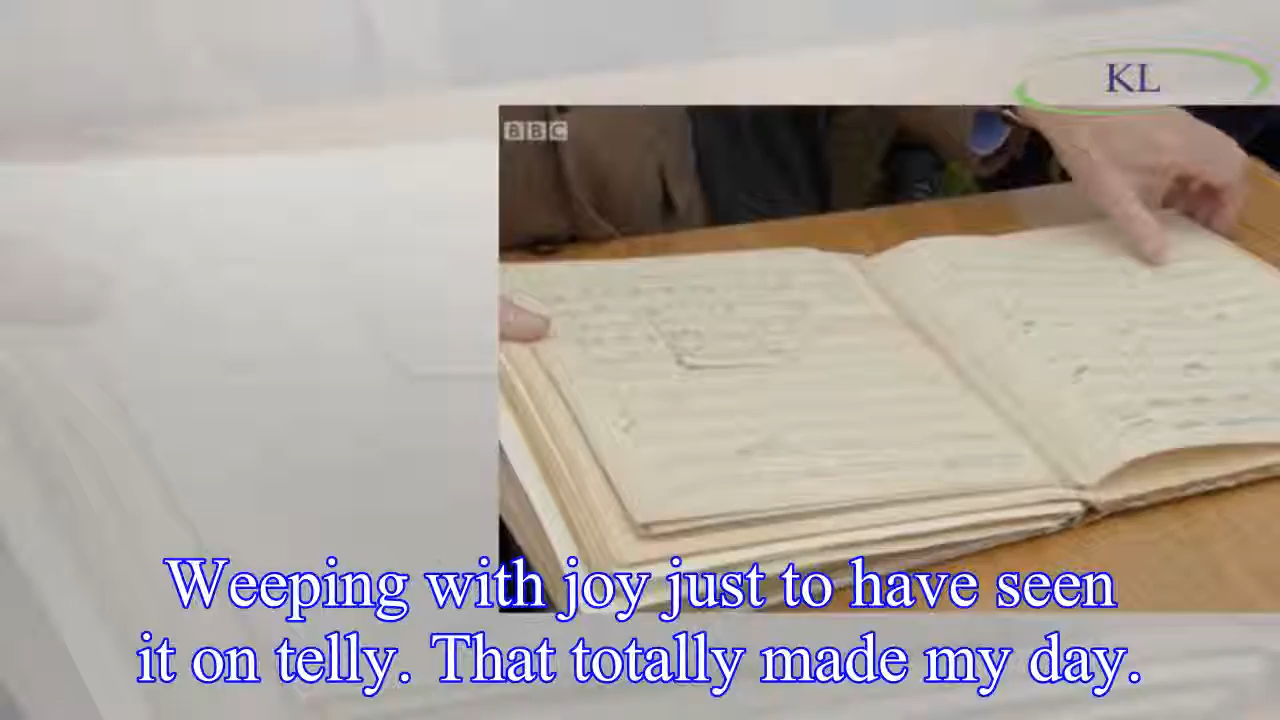 KL
BBC
Weeping with joy just to have seen
it on telly. That totally made my day.